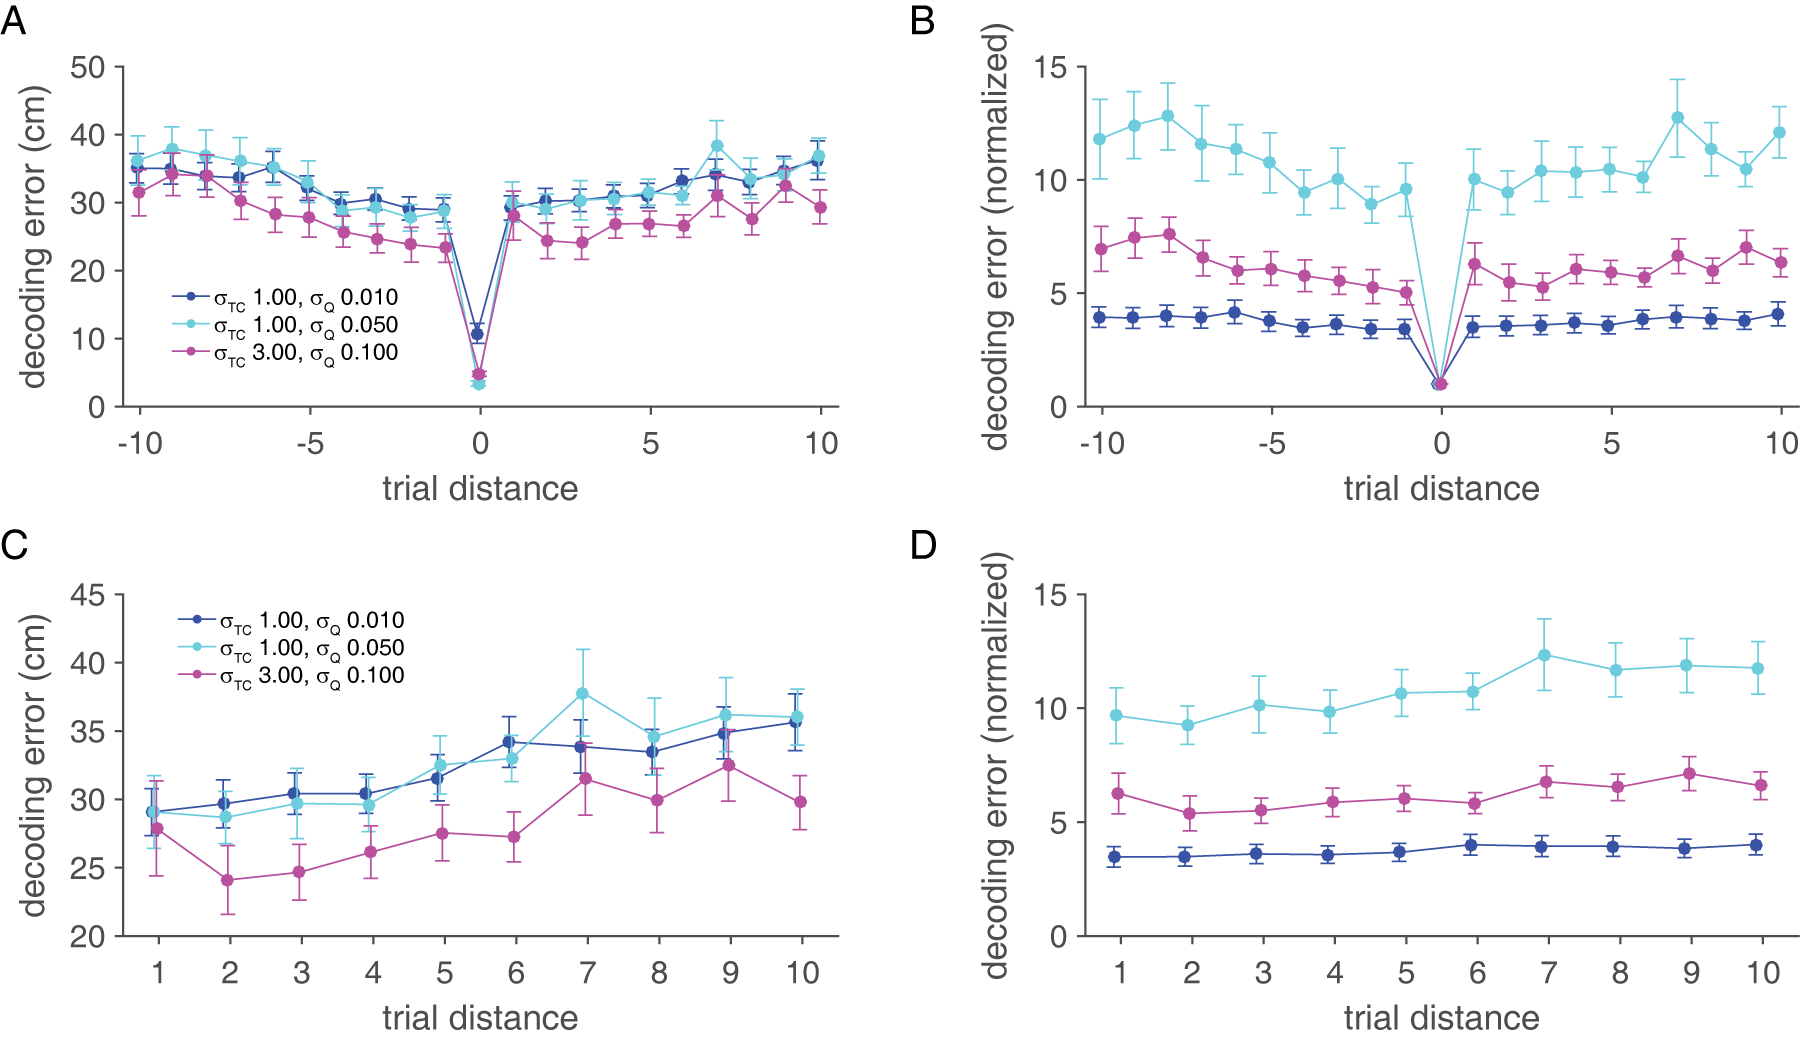 A
decoding error (cm)
50
40
30
20
10
0
σTC 1.00, σQ 0.010
σTC 1.00, σQ 0.050
σTC 3.00, σQ 0.100
-10 -5 0 5 10
trial distance
B
decoding error (normalized)
15
10
5
0
-10 -5 0 5 10
trial distance
C
decoding error (cm)
45
40
35
30
25
20
σTC 1.00, σQ 0.010
σTC 1.00, σQ 0.050
σTC 3.00, σQ 0.100
1 2 3 4 5 6 7 8 9 10
trial distance
D
decoding error (normalized)
15
10
5
0
1 2 3 4 5 6 7 8 9 10
trial distance